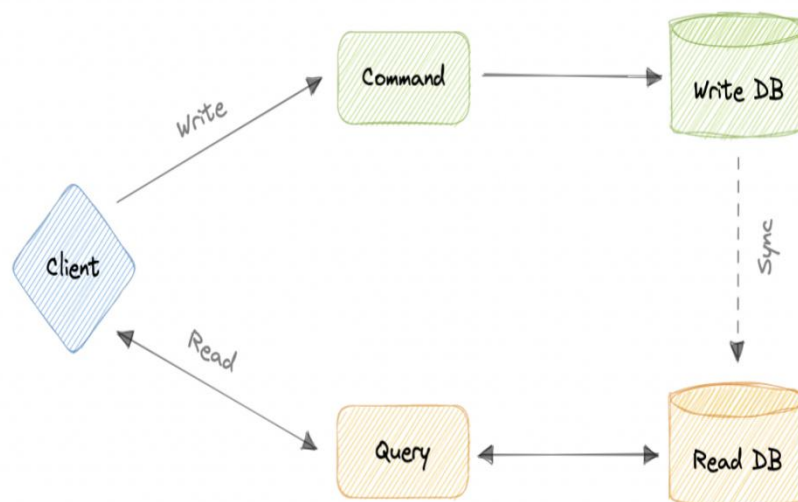 Command
Write DB
Write
Client
Sync
Read
Query
Read DB